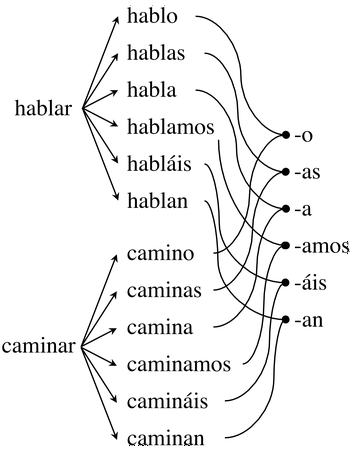 hablar
hablo
hablas
habla
hablamos
habláis
hablan
caminar
camino
caminas
camina
caminamos
camináis
caminan
-o
-as
-a
-amos
-áis
-an